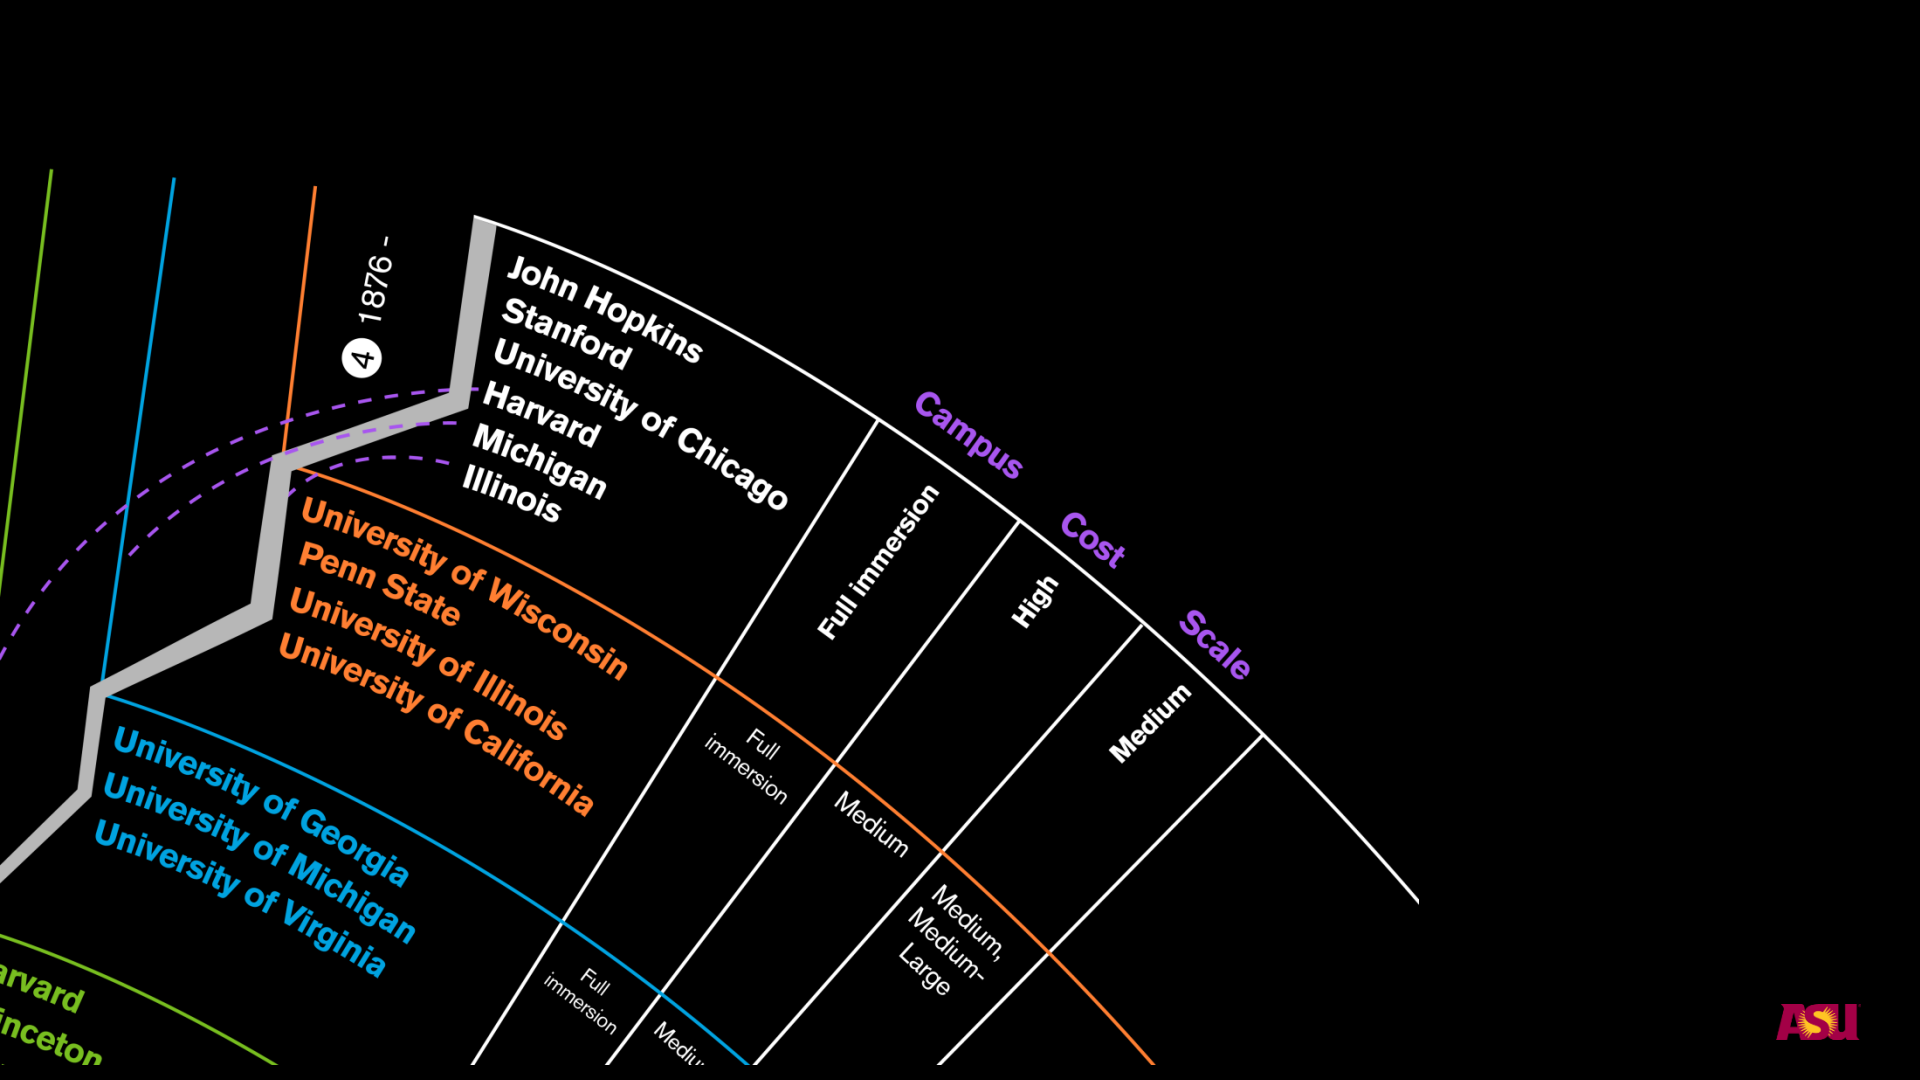 4 1876 -
John Hopkins
Stanford
University of Chicago
Harvard
Michigan
Illinois
Campus
Cost
Scale
Full immersion
High
Medium
University of Wisconsin
Penn State
University of Illinois
University of California
Full
immersion
Medium
Medium,
Medium-
Large
University of Georgia
University of Michigan
University of Virginia
Full
immersion
ASU